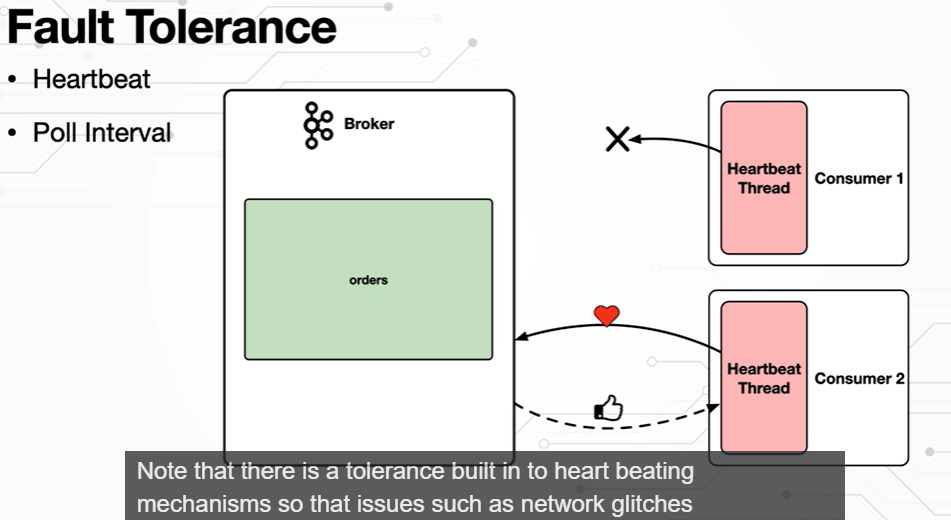 Fault Tolerance
• Heartbeat
• Poll Interval
Broker
orders
Heartbeat
Thread
Consumer 1
Heartbeat
Thread
Consumer 2
Note that there is a tolerance built in to heart beating
mechanisms so that issues such as network glitches